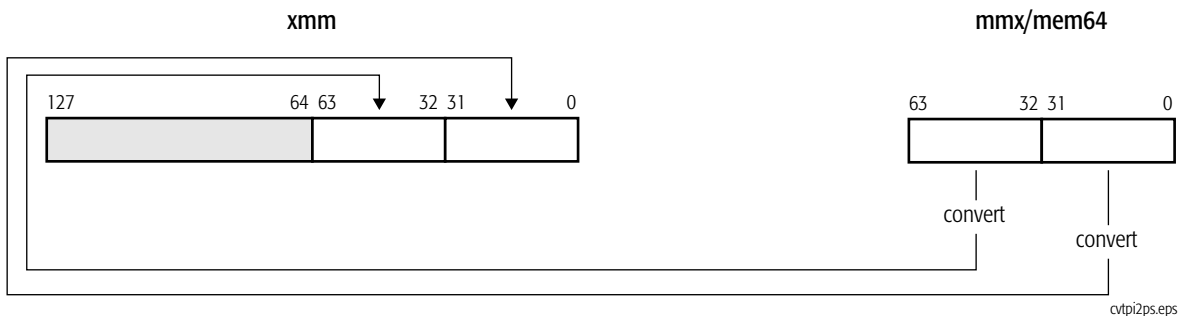 xmm mmx/mem64
127 64 63 32 31 0 63 32 31 0
convert
convert
cvtpi2ps.eps